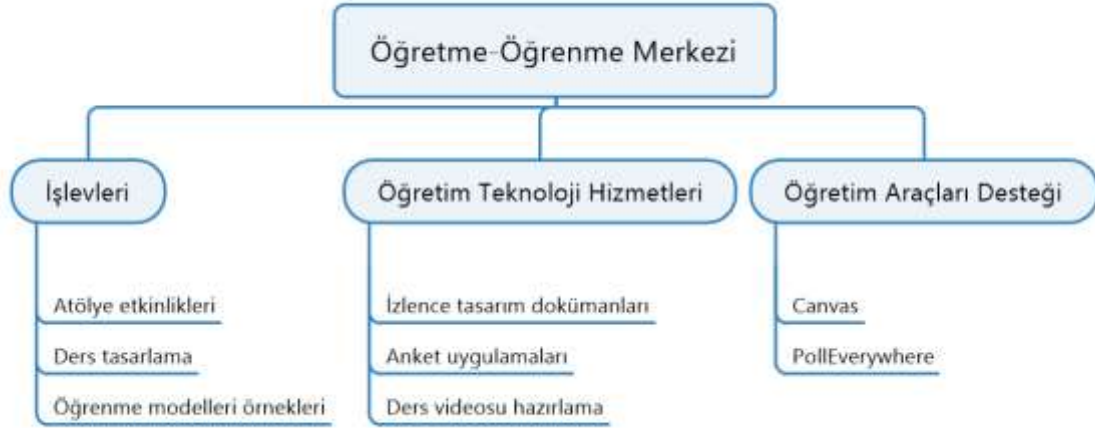 Öğretme-Öğrenme Merkezi
İşlevleri
Atölye etkinlikleri
Ders tasarlama
Öğrenme modelleri örnekleri
Öğretim Teknoloji Hizmetleri
İzlence tasarım dokümanları
Anket uygulamaları
Ders videosu hazırlama
Öğretim Araçları Desteği
Canvas
PollEverywhere